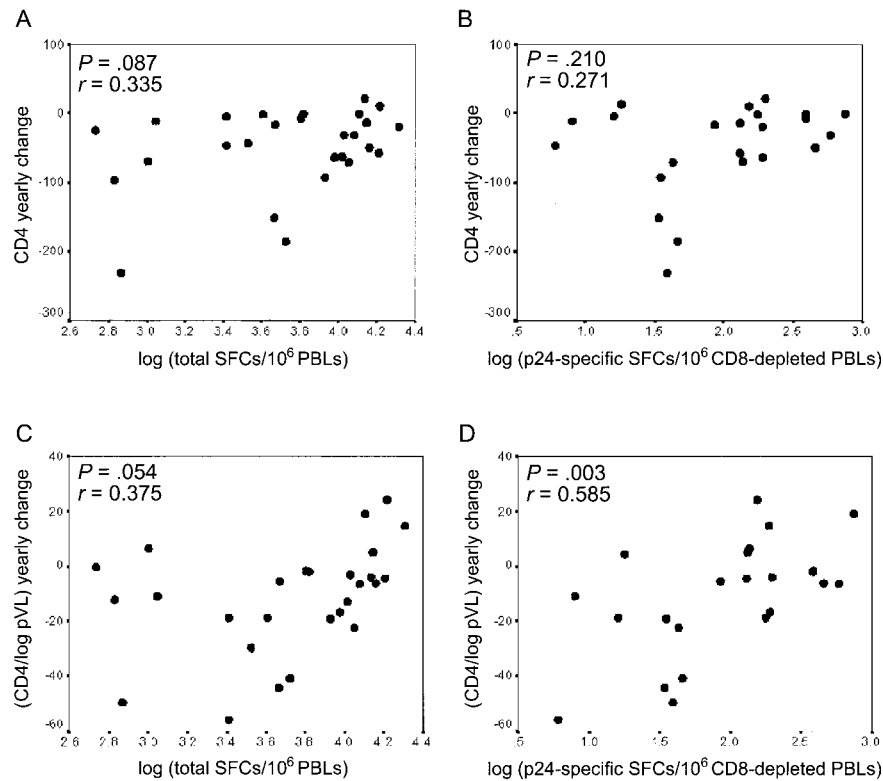 A
P = .087
r = 0.335
CD4 yearly change
100
0
-100
-200
-300
2.6 2.8 3.0 3.2 3.4 3.6 3.8 4.0 4.2 4.4
log (total SFCs/10⁶ PBLs)
B
P = .210
r = 0.271
CD4 yearly change
100
0
-100
-200
-300
.5 1.0 1.5 2.0 2.5 3.0
log (p24-specific SFCs/10⁶ CD8-depleted PBLs)
C
P = .054
r = 0.375
(CD4/log pVL) yearly change
40
20
0
-20
-40
-60
2.6 2.8 3.0 3.2 3.4 3.6 3.8 4.0 4.2 4.4
log (total SFCs/10⁶ PBLs)
D
P = .003
r = 0.585
(CD4/log pVL) yearly change
40
20
0
-20
-40
-60
.5 1.0 1.5 2.0 2.5 3.0
log (p24-specific SFCs/10⁶ CD8-depleted PBLs)